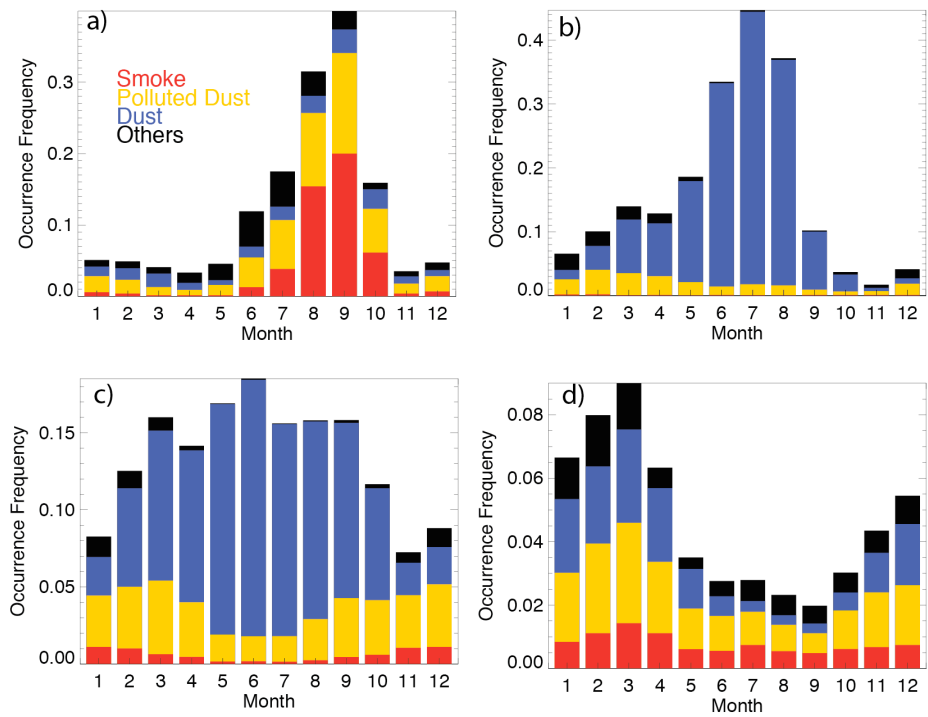 a)
Smoke
Polluted Dust
Dust
Others
Occurrence Frequency
0.3
0.2
0.1
0.0
1 2 3 4 5 6 7 8 9 10 11 12
Month
b)
Occurrence Frequency
0.4
0.3
0.2
0.1
0.0
1 2 3 4 5 6 7 8 9 10 11 12
Month
c)
Occurrence Frequency
0.15
0.10
0.05
0.00
1 2 3 4 5 6 7 8 9 10 11 12
Month
d)
Occurrence Frequency
0.08
0.06
0.04
0.02
0.00
1 2 3 4 5 6 7 8 9 10 11 12
Month